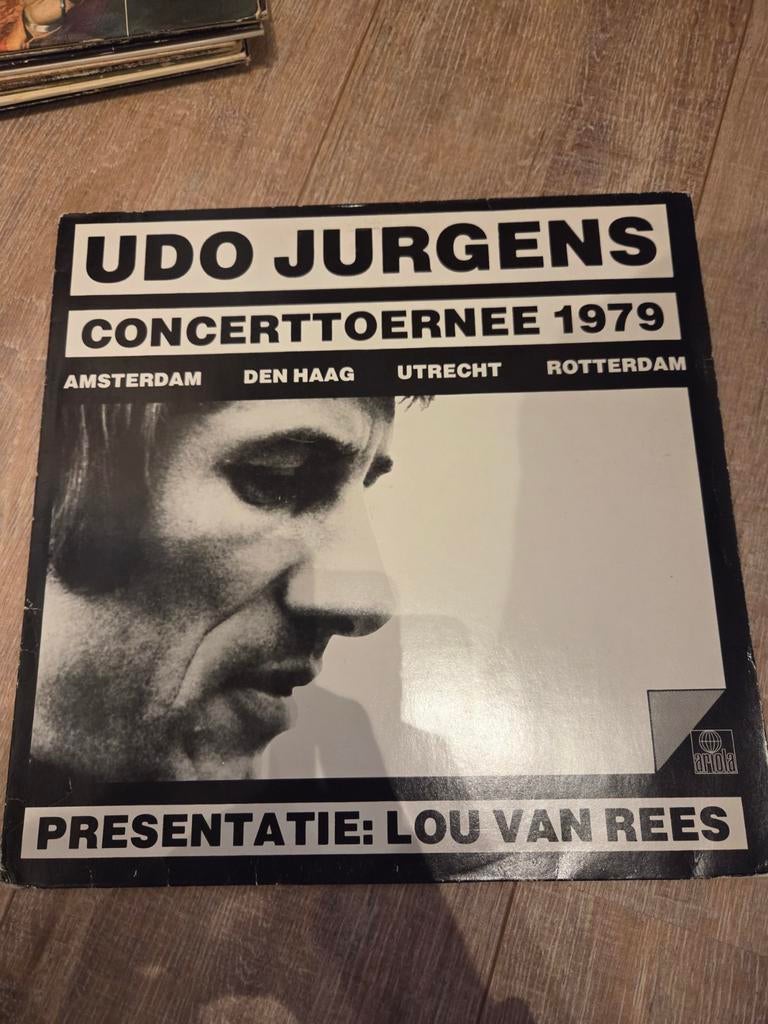 UDO JURGENS
CONCERTTOERNEE 1979
AMSTERDAM DEN HAAG UTRECHT ROTTERDAM
ariola
PRESENTATIE: LOU VAN REES